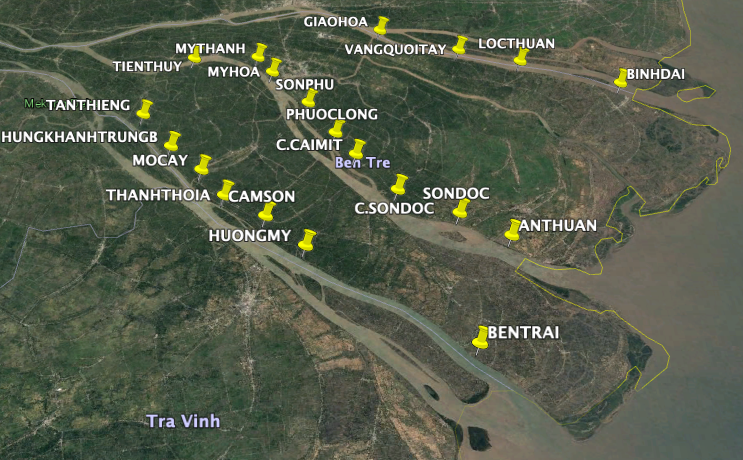 GIAOHOA
MYTHANH
VANGQUOITAY
LOCTHUAN
TIENTHUY
MYHOA
BINHDAI
SONPHU
Mek
TANTHIENG
PHUOCLONG
HUNGKHANHTRUNGB
C.CAIMIT
MOCAY
Ben Tre
THANHTHOIA
CAMSON
SONDOC
C.SONDOC
ANTHUAN
HUONGMY
BENTRAI
Tra Vinh